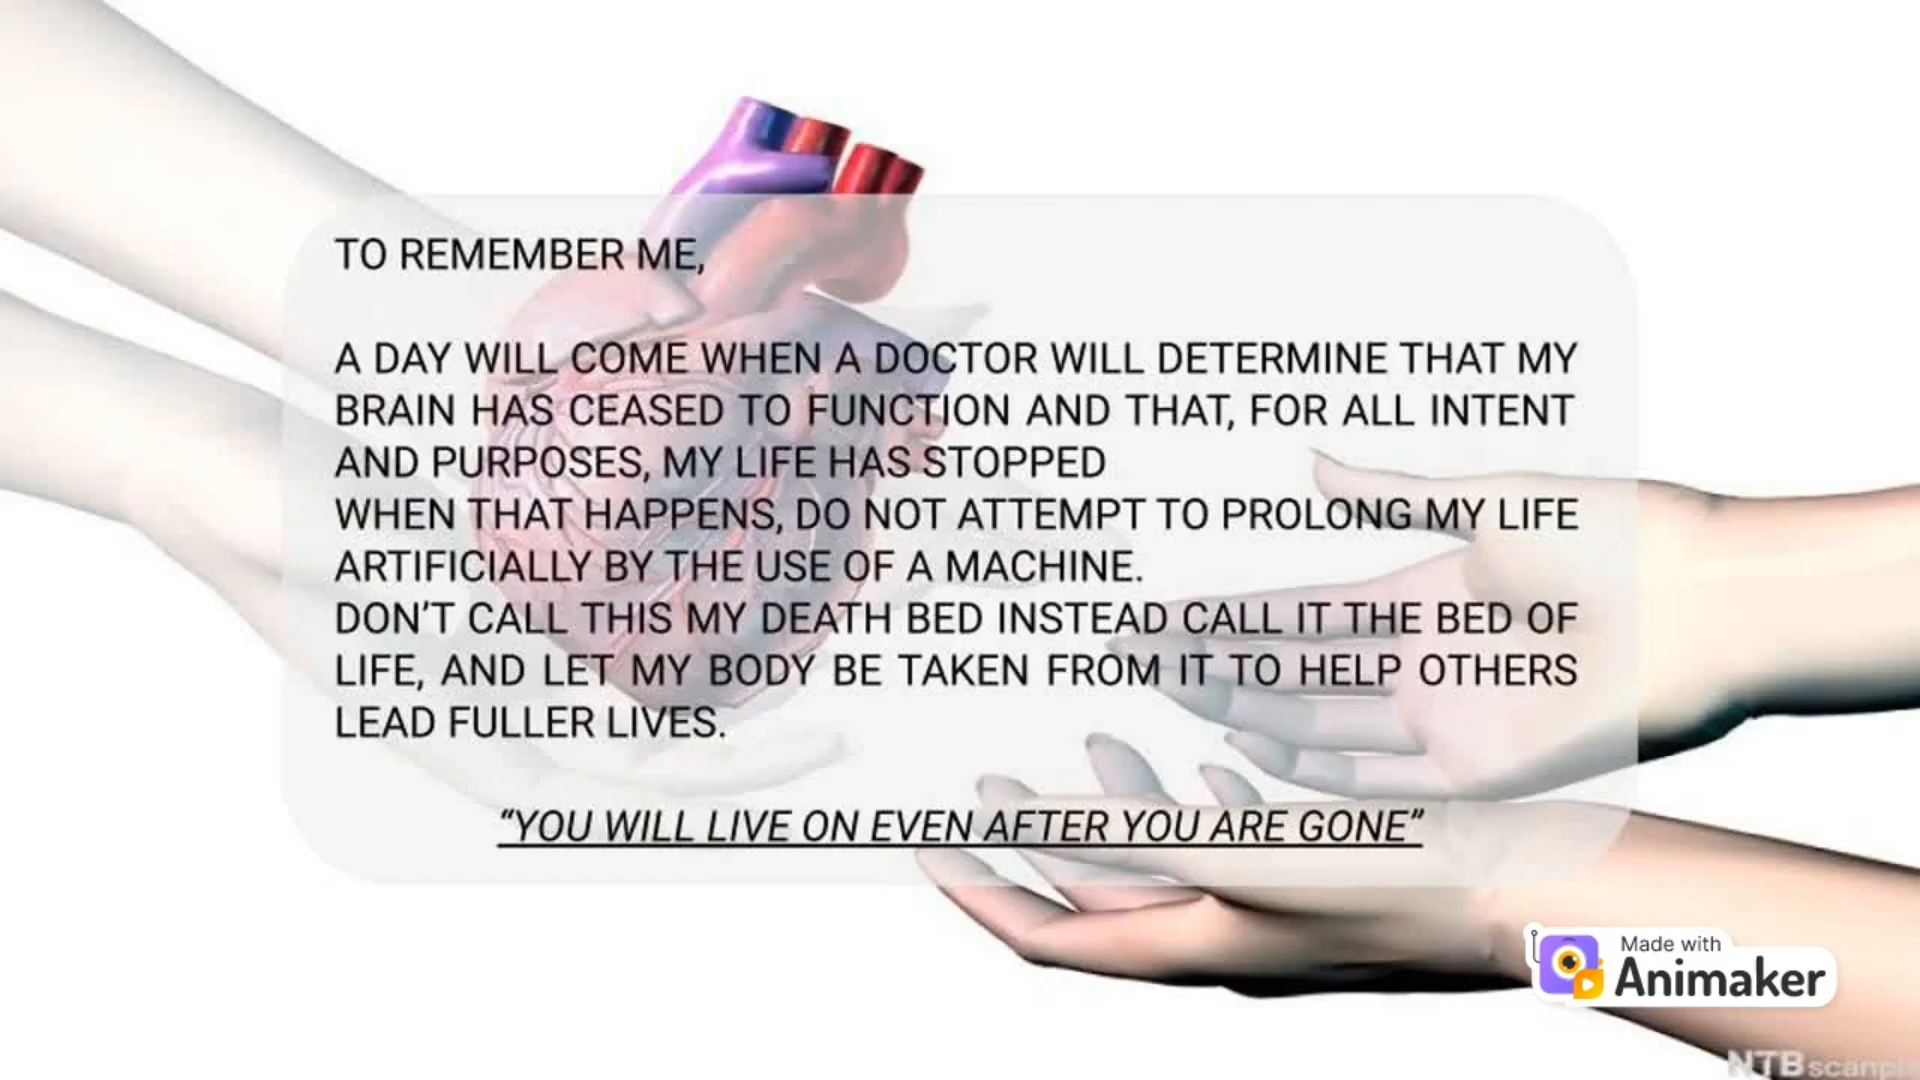 TO REMEMBER ME,
A DAY WILL COME WHEN A DOCTOR WILL DETERMINE THAT MY
BRAIN HAS CEASED TO FUNCTION AND THAT, FOR ALL INTENT
AND PURPOSES, MY LIFE HAS STOPPED
WHEN THAT HAPPENS, DO NOT ATTEMPT TO PROLONG MY LIFE
ARTIFICIALLY BY THE USE OF A MACHINE.
DON’T CALL THIS MY DEATH BED INSTEAD CALL IT THE BED OF
LIFE, AND LET MY BODY BE TAKEN FROM IT TO HELP OTHERS
LEAD FULLER LIVES.
“YOU WILL LIVE ON EVEN AFTER YOU ARE GONE”
Made with
Animaker
NTB